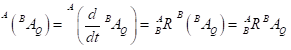 ^A(^B A_Q) = ^A(d/dt ^B A_Q) = ^A_B R ^B(^B A_Q) = ^A_B R ^B A_Q